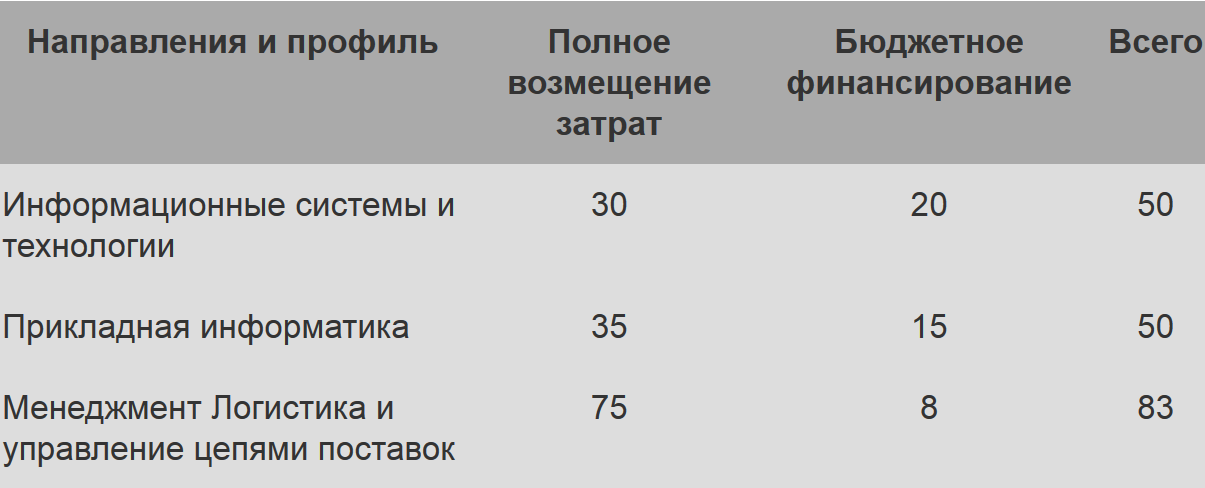 Направления и профиль Полное Бюджетное Всего
возмещение финансирование
затрат
Информационные системы и 30 20 50
технологии
Прикладная информатика 35 15 50
Менеджмент Логистика и 75 8 83
управление цепями поставок